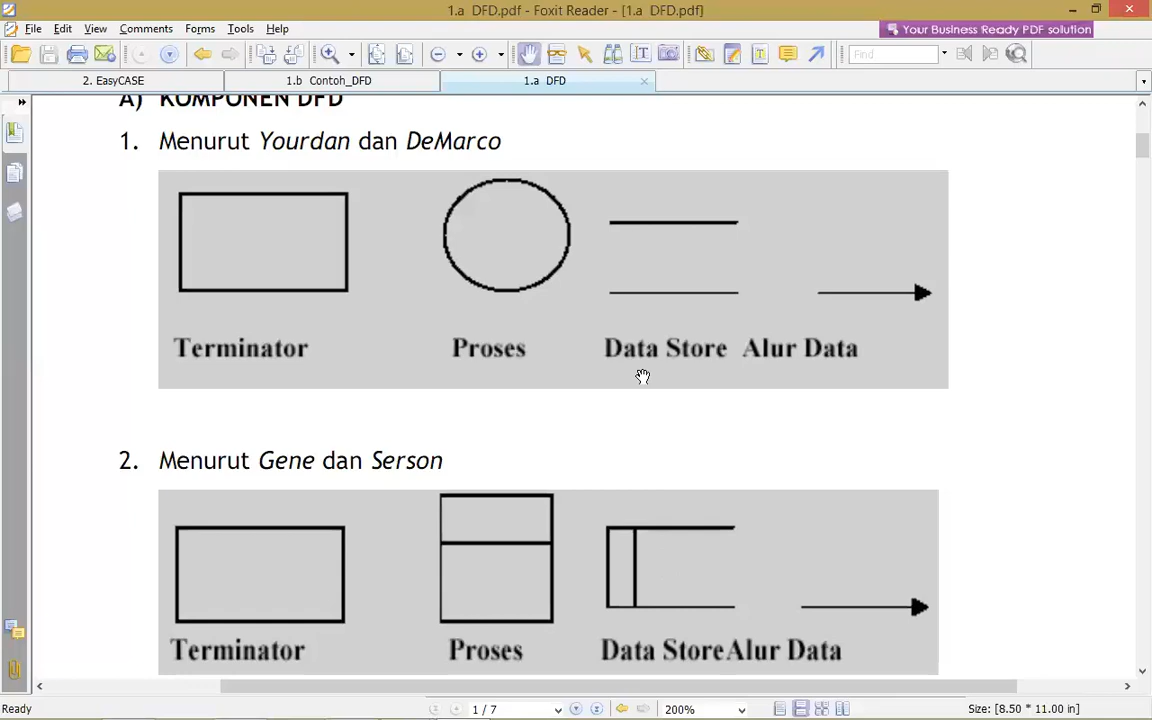 1.a DFD.pdf - Foxit Reader - [1.a DFD.pdf]
File Edit View Comments Forms Tools Help
Your Business Ready PDF solution
Find
2. EasyCASE
1.b Contoh_DFD
1.a DFD
A) KOMPONEN DFD
1. Menurut Yourdan dan DeMarco
Terminator Proses Data Store Alur Data
2. Menurut Gene dan Serson
Terminator Proses Data Store Alur Data
Ready
1 / 7
200%
Size: [8.50 * 11.00 in]